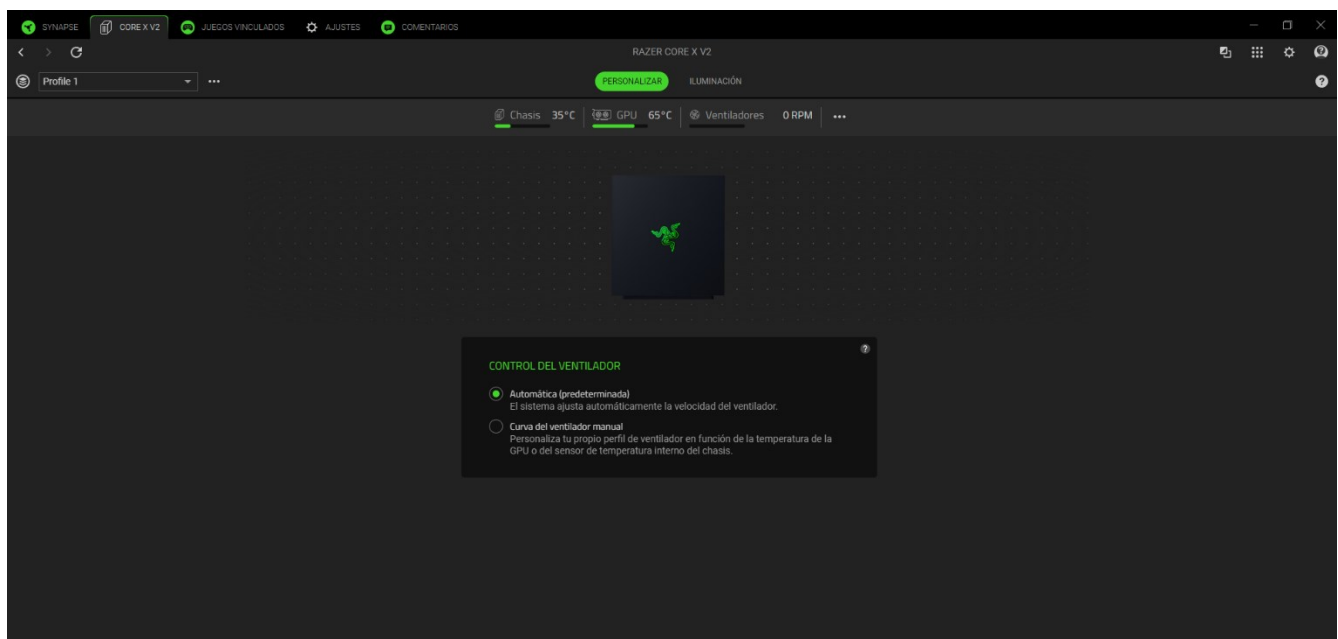 SYNAPSE CORE X V2 JUEGOS VINCULADOS AJUSTES COMENTARIOS
RAZER CORE X V2
Profile 1
PERSONALIZAR ILUMINACIÓN
Chasis 35°C GPU 65°C Ventiladores 0 RPM
CONTROL DEL VENTILADOR
Automática (predeterminada)
El sistema ajusta automáticamente la velocidad del ventilador.
Curva del ventilador manual
Personaliza tu propio perfil de ventilador en función de la temperatura de la
GPU o del sensor de temperatura interno del chasis.